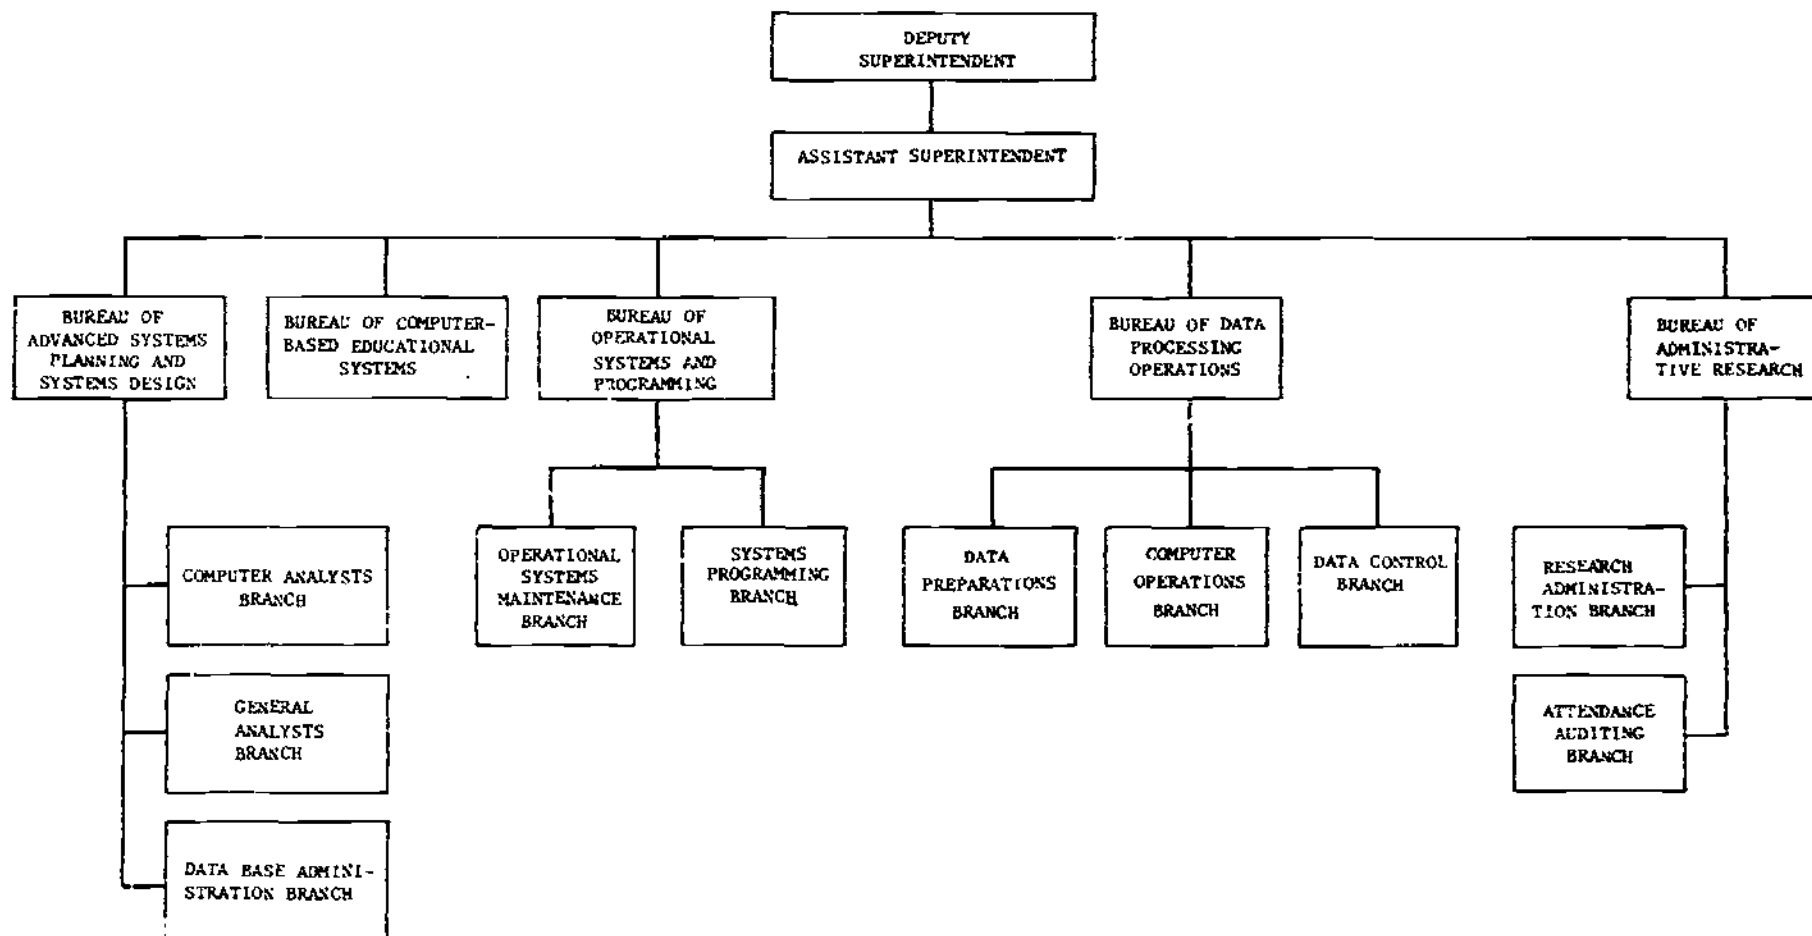 DEPUTY
SUPERINTENDENT
ASSISTANT SUPERINTENDENT
BUREAU OF
ADVANCED SYSTEMS
PLANNING AND
SYSTEMS DESIGN
BUREAU OF COMPUTER-
BASED EDUCATIONAL
SYSTEMS
BUREAU OF
OPERATIONAL
SYSTEMS AND
PROGRAMMING
BUREAU OF DATA
PROCESSING
OPERATIONS
BUREAU OF
ADMINISTRA-
TIVE RESEARCH
COMPUTER ANALYSTS
BRANCH
OPERATIONAL
SYSTEMS
MAINTENANCE
BRANCH
SYSTEMS
PROGRAMMING
BRANCH
DATA
PREPARATIONS
BRANCH
COMPUTER
OPERATIONS
BRANCH
DATA CONTROL
BRANCH
RESEARCH
ADMINISTRA-
TION BRANCH
GENERAL
ANALYSTS
BRANCH
ATTENDANCE
AUDITING
BRANCH
DATA BASE ADMINI-
STRATION BRANCH